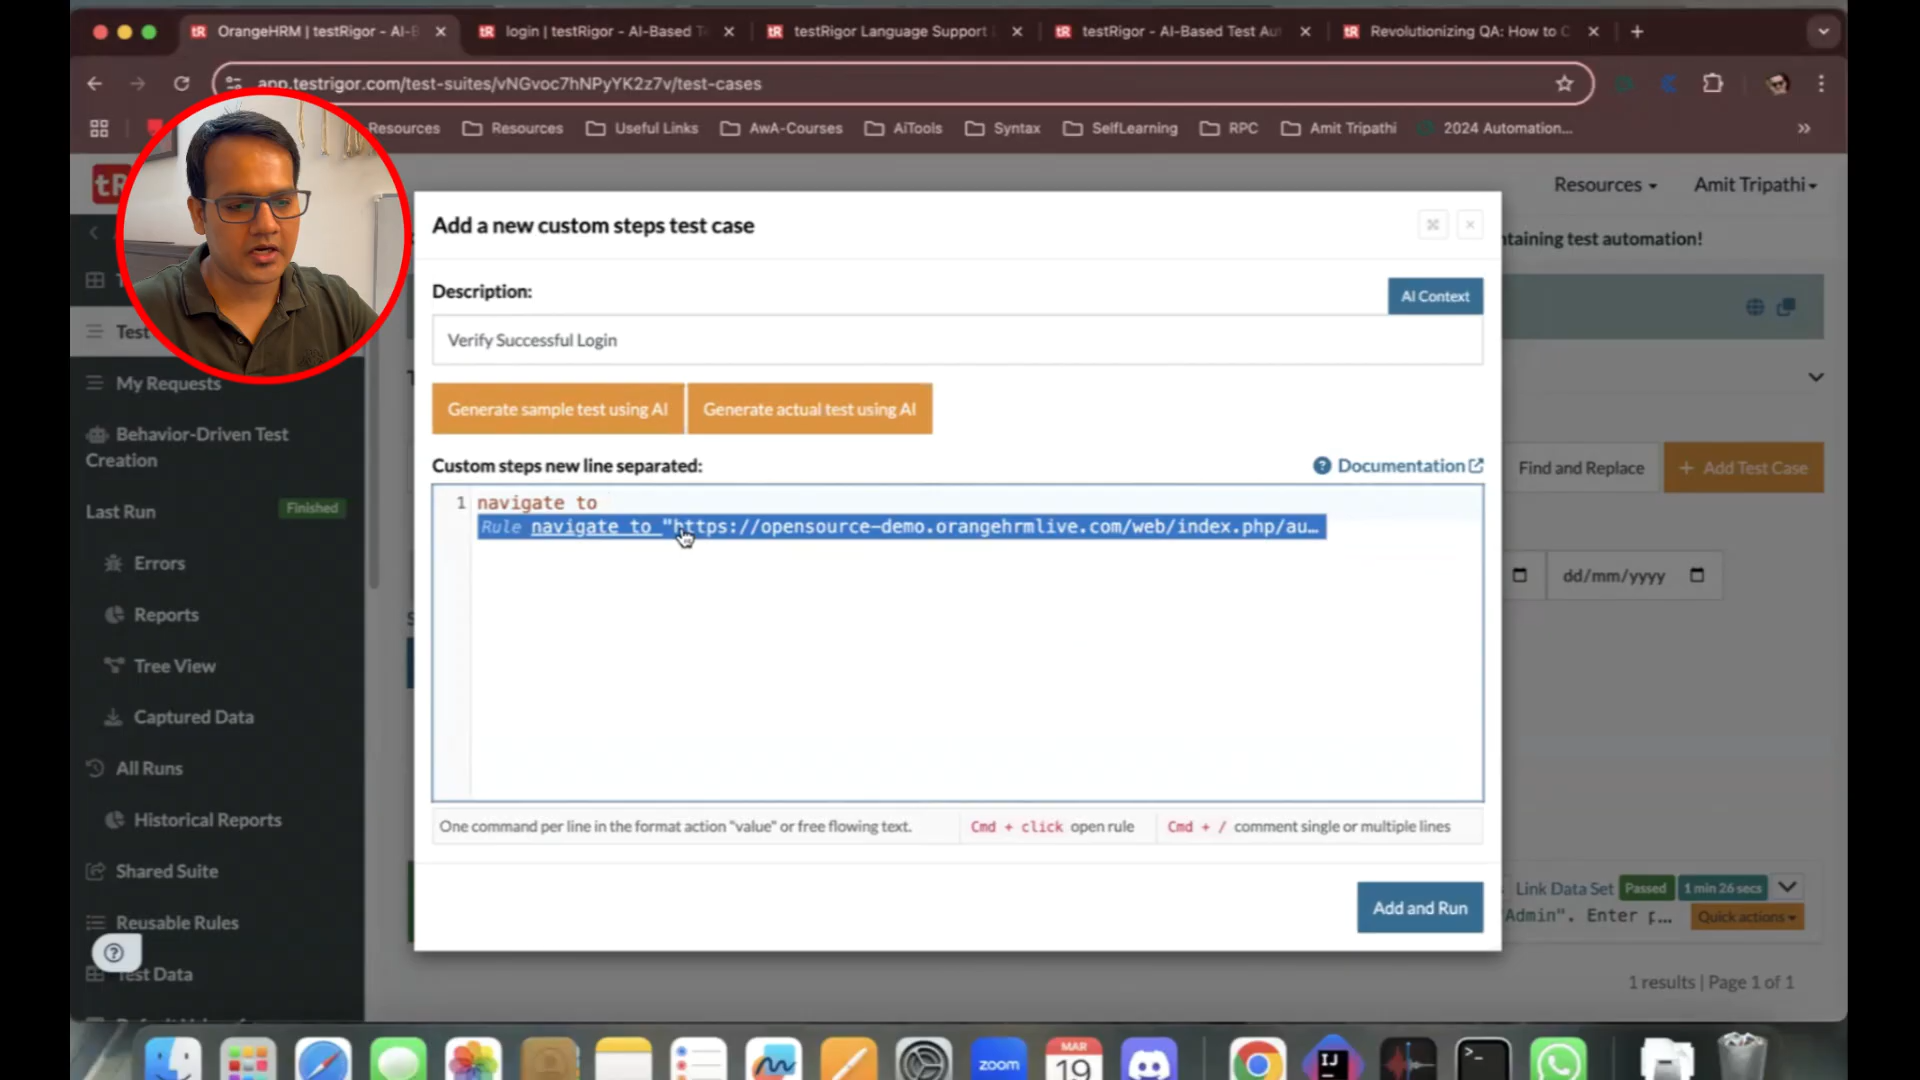 OrangeHRM | testRigor - AI-B
login | testRigor - AI-Based T
testRigor Language Support
testRigor - AI-Based Test Au
Revolutionizing QA: How to C
app.testrigor.com/test-suites/vNGvoc7hNPyYK2z7v/test-cases
Resources
Resources
Useful Links
AwA-Courses
AiTools
Syntax
SelfLearning
RPC
Amit Tripathi
2024 Automation...
Resources
Amit Tripathi
Add a new custom steps test case
ntaining test automation!
Description:
AI Context
Verify Successful Login
Test
My Requests
Generate sample test using AI
Generate actual test using AI
Behavior-Driven Test
Creation
Custom steps new line separated:
Documentation
Find and Replace
+ Add Test Case
1 navigate to
Rule navigate to "https://opensource-demo.orangehrmlive.com/web/index.php/au…
Last Run
Finished
Errors
dd/mm/yyyy
Reports
Tree View
Captured Data
All Runs
Historical Reports
One command per line in the format action "value" or free flowing text.
Cmd + click open rule
Cmd + / comment single or multiple lines
Shared Suite
Link Data Set
Passed
1 min 26 secs
Add and Run
Admin". Enter p...
Quick actions
Reusable Rules
Test Data
1 results | Page 1 of 1
zoom
MAR
19
IJ